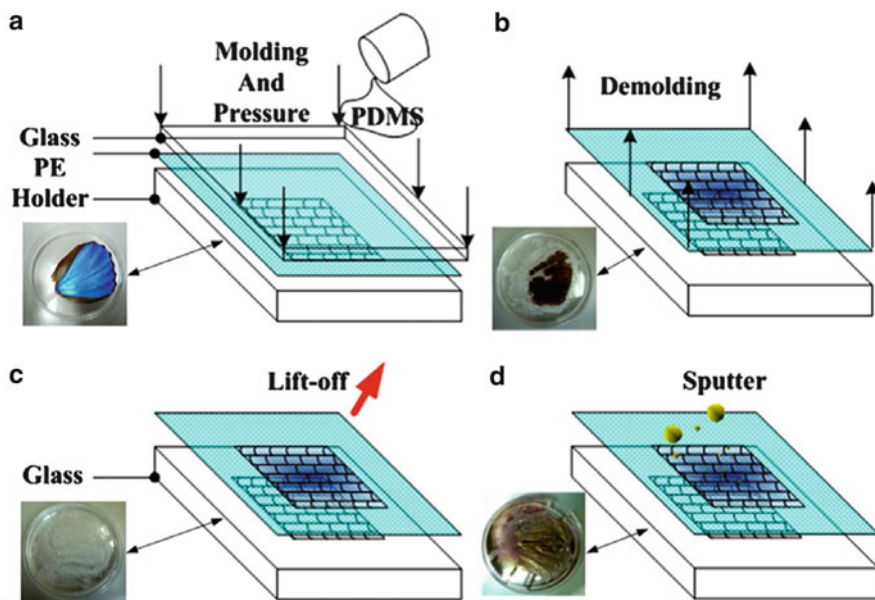 a
Molding
And
Pressure
PDMS
Glass
PE
Holder
b
Demolding
c
Lift-off
Glass
d
Sputter